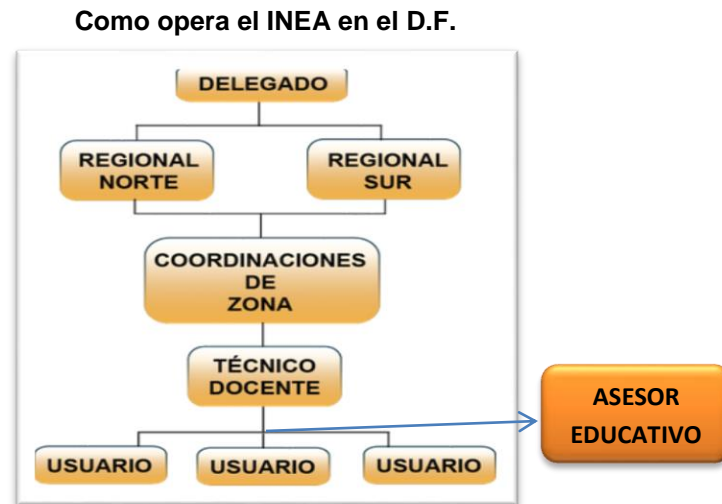 Como opera el INEA en el D.F.
DELEGADO
REGIONAL
NORTE
REGIONAL
SUR
COORDINACIONES
DE
ZONA
TÉCNICO
DOCENTE
ASESOR
EDUCATIVO
USUARIO
USUARIO
USUARIO